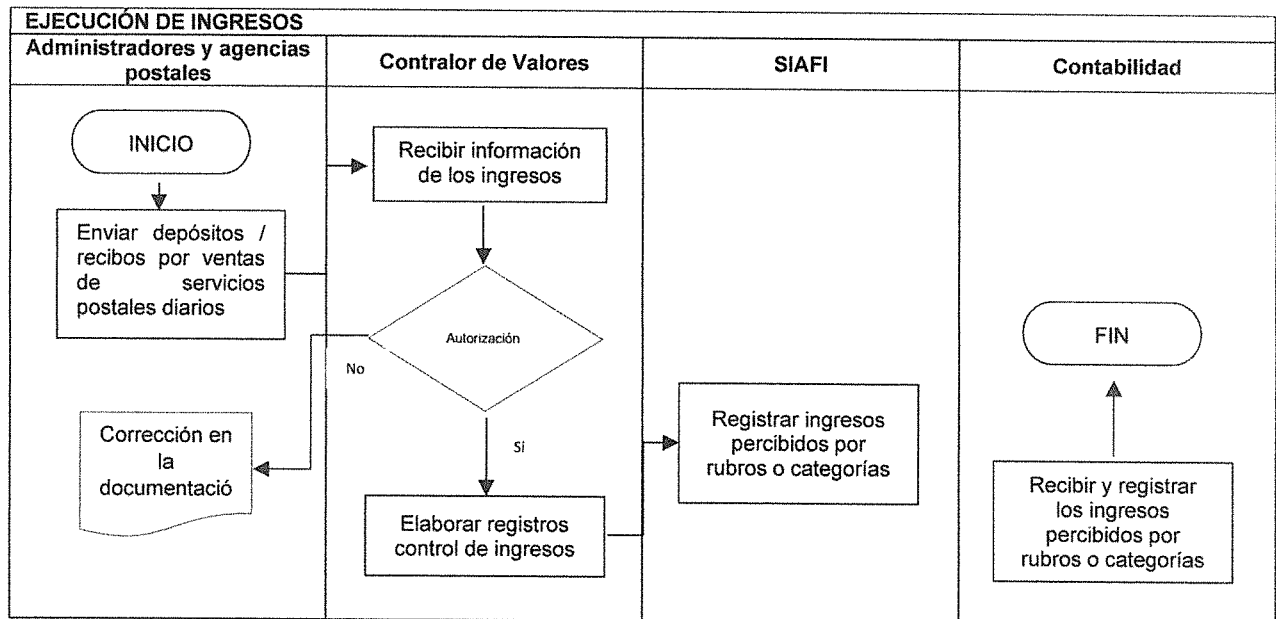 EJECUCIÓN DE INGRESOS
Administradores y agencias
postales
Contralor de Valores
SIAFI
Contabilidad
INICIO
Enviar depósitos /
recibos por ventas
de servicios
postales diarios
Corrección en
la
documentació
Recibir información
de los ingresos
Autorización
No
Sí
Elaborar registros
control de ingresos
Registrar ingresos
percibidos por
rubros o categorías
FIN
Recibir y registrar
los ingresos
percibidos por
rubros o categorías